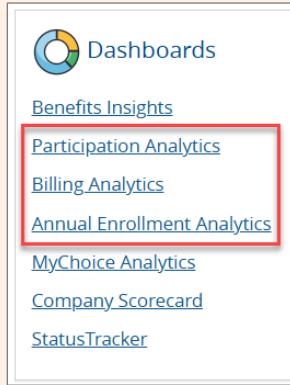 Dashboards
Benefits Insights
Participation Analytics
Billing Analytics
Annual Enrollment Analytics
MyChoice Analytics
Company Scorecard
StatusTracker